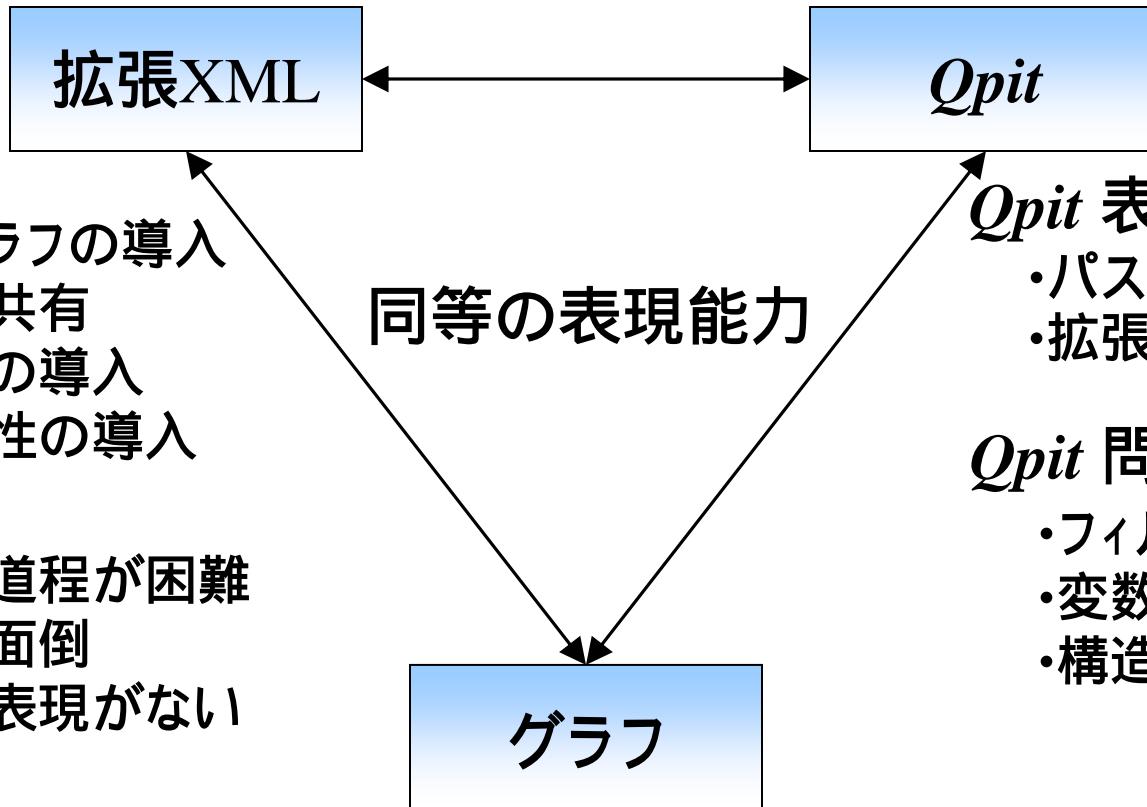 拡張XML
Qpit
ラフの導入
共有
の導入
性の導入
道程が困難
面倒
表現がない
同等の表現能力
Qpit 表
・パス
・拡張
Qpit 問
・フィル
・変数
・構造
グラフ